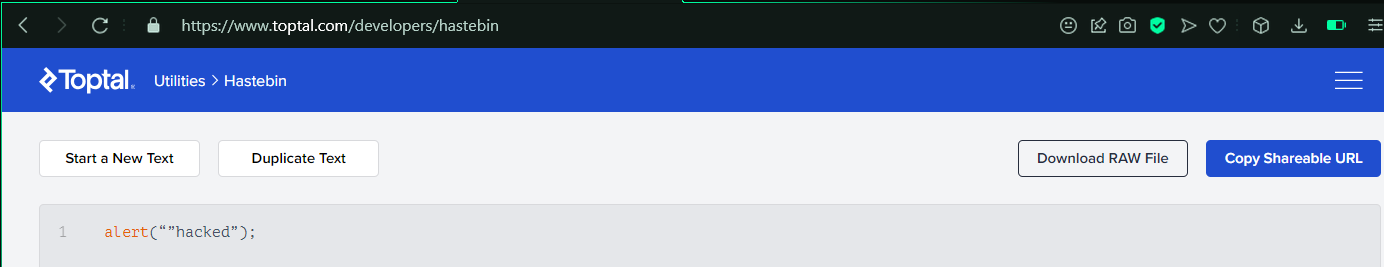 https://www.toptal.com/developers/hastebin
Toptal Utilities > Hastebin
Start a New Text Duplicate Text Download RAW File Copy Shareable URL
1 alert(“”hacked”);